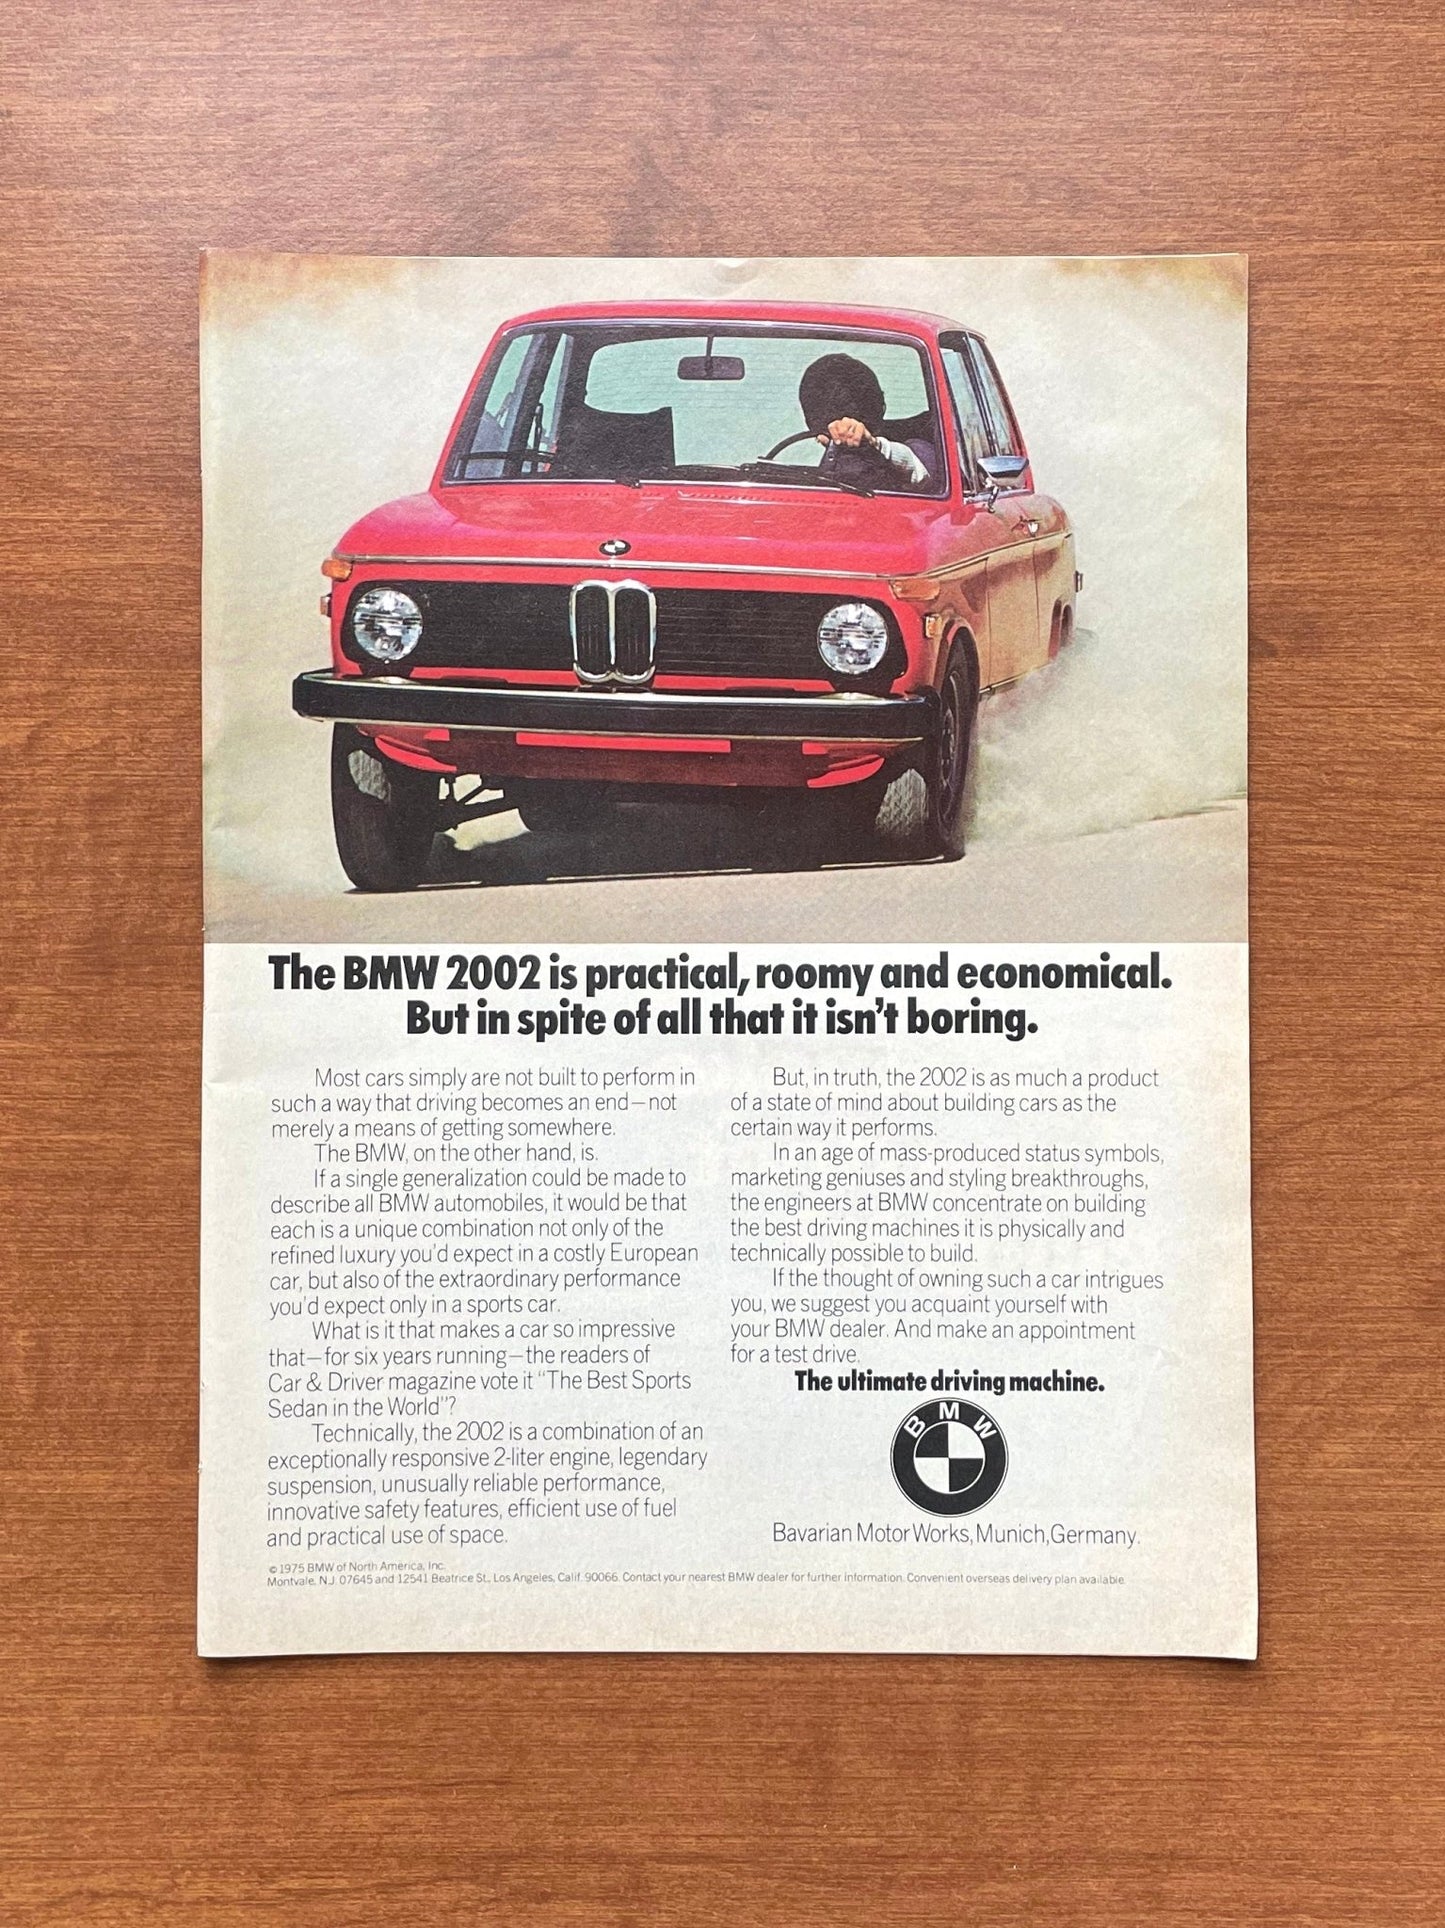 The BMW 2002 is practical, roomy and economical.
But in spite of all that it isn't boring.
Most cars simply are not built to perform in
such a way that driving becomes an end—not
merely a means of getting somewhere.
The BMW, on the other hand, is.
If a single generalization could be made to
describe all BMW automobiles, it would be that
each is a unique combination not only of the
refined luxury you'd expect in a costly European
car, but also of the extraordinary performance
you'd expect only in a sports car.
What is it that makes a car so impressive
that—for six years running—the readers of
Car & Driver magazine vote it "The Best Sports
Sedan in the World"?
Technically, the 2002 is a combination of an
exceptionally responsive 2-liter engine, legendary
suspension, unusually reliable performance,
innovative safety features, efficient use of fuel
and practical use of space.
But, in truth, the 2002 is as much a product
of a state of mind about building cars as the
certain way it performs.
In an age of mass-produced status symbols,
marketing geniuses and styling breakthroughs,
the engineers at BMW concentrate on building
the best driving machines it is physically and
technically possible to build.
If the thought of owning such a car intrigues
you, we suggest you acquaint yourself with
your BMW dealer. And make an appointment
for a test drive.
The ultimate driving machine.
BMW
Bavarian Motor Works, Munich, Germany.
© 1975 BMW of North America, Inc.
Montvale, N.J. 07645 and 12541 Beatrice St., Los Angeles, Calif. 90066. Contact your nearest BMW dealer for further information. Convenient overseas delivery plan available.